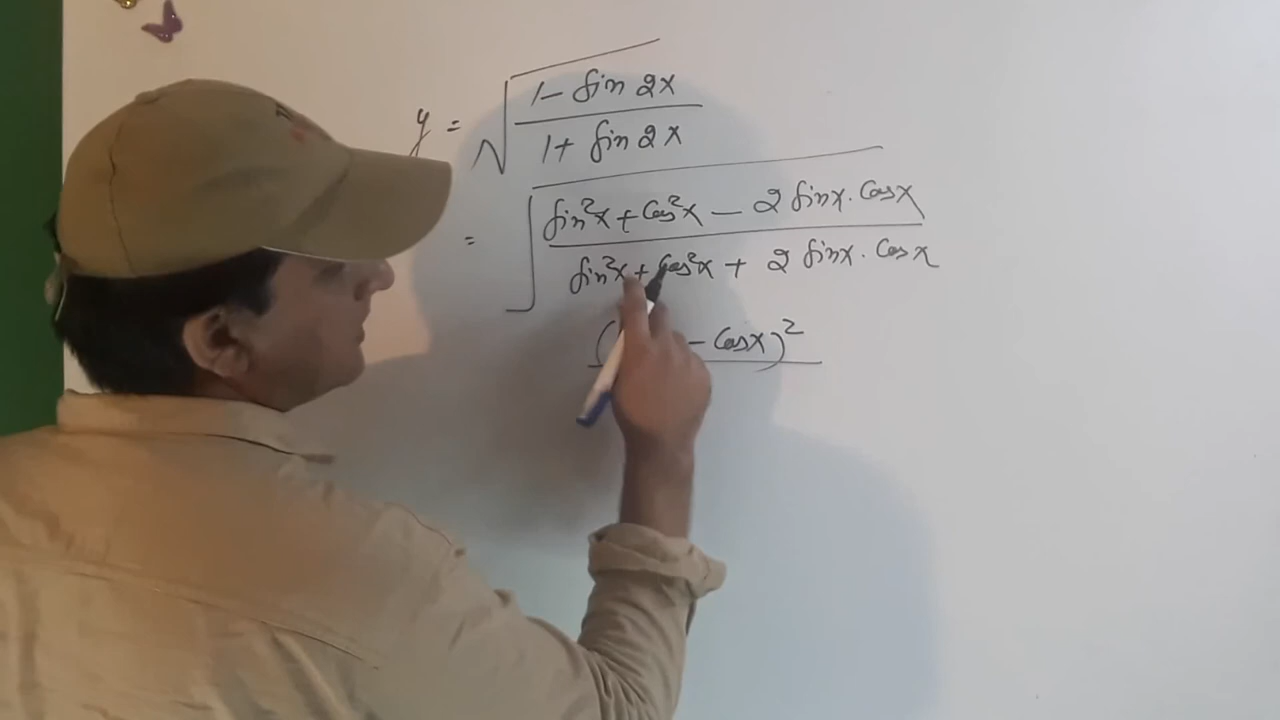 y = √(1 - sin 2x / 1 + sin 2x)
= √(sin²x + cos²x - 2 sinx · cosx / sin²x + cos²x + 2 sinx · cosx)
( - cosx)²